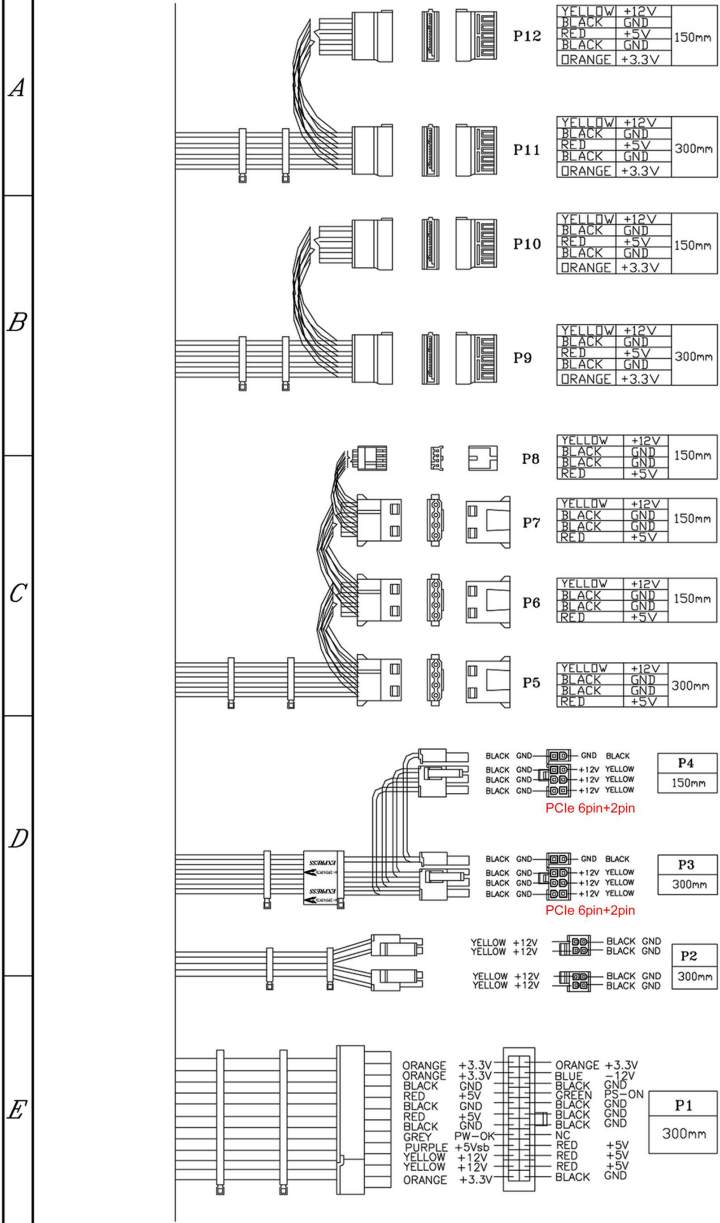 A
P12
YELLOW +12V
BLACK GND
RED +5V
BLACK GND
ORANGE +3.3V
150mm
P11
YELLOW +12V
BLACK GND
RED +5V
BLACK GND
ORANGE +3.3V
300mm
B
P10
YELLOW +12V
BLACK GND
RED +5V
BLACK GND
ORANGE +3.3V
150mm
P9
YELLOW +12V
BLACK GND
RED +5V
BLACK GND
ORANGE +3.3V
300mm
C
P8
YELLOW +12V
BLACK GND
BLACK GND
RED +5V
150mm
P7
YELLOW +12V
BLACK GND
BLACK GND
RED +5V
150mm
P6
YELLOW +12V
BLACK GND
BLACK GND
RED +5V
150mm
P5
YELLOW +12V
BLACK GND
BLACK GND
RED +5V
300mm
D
BLACK GND GND BLACK
BLACK GND +12V YELLOW
BLACK GND +12V YELLOW
BLACK GND +12V YELLOW
PCIe 6pin+2pin
P4
150mm
EXPRESS
EXPRESS
BLACK GND GND BLACK
BLACK GND +12V YELLOW
BLACK GND +12V YELLOW
BLACK GND +12V YELLOW
PCIe 6pin+2pin
P3
300mm
YELLOW +12V BLACK GND
YELLOW +12V BLACK GND
YELLOW +12V BLACK GND
YELLOW +12V BLACK GND
P2
300mm
E
ORANGE +3.3V ORANGE +3.3V
ORANGE +3.3V BLUE -12V
BLACK GND BLACK GND
RED +5V GREEN PS-ON
BLACK GND BLACK GND
RED +5V BLACK GND
BLACK GND BLACK GND
GREY PW-OK NC
PURPLE +5Vsb RED +5V
YELLOW +12V RED +5V
YELLOW +12V RED +5V
ORANGE +3.3V BLACK GND
P1
300mm